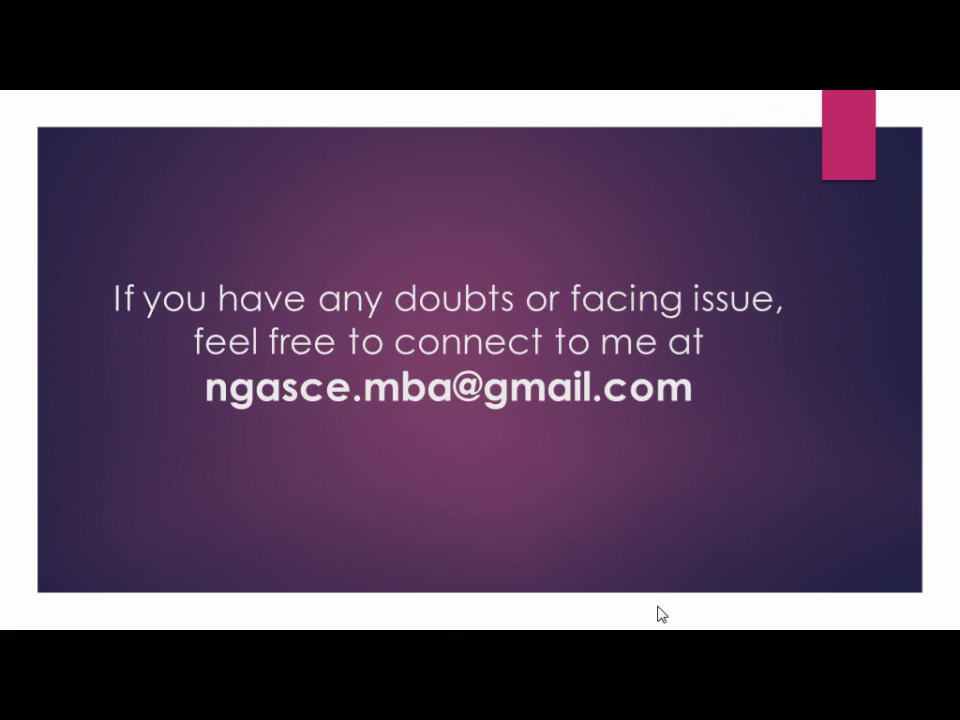 If you have any doubts or facing issue,
feel free to connect to me at
ngasce.mba@gmail.com